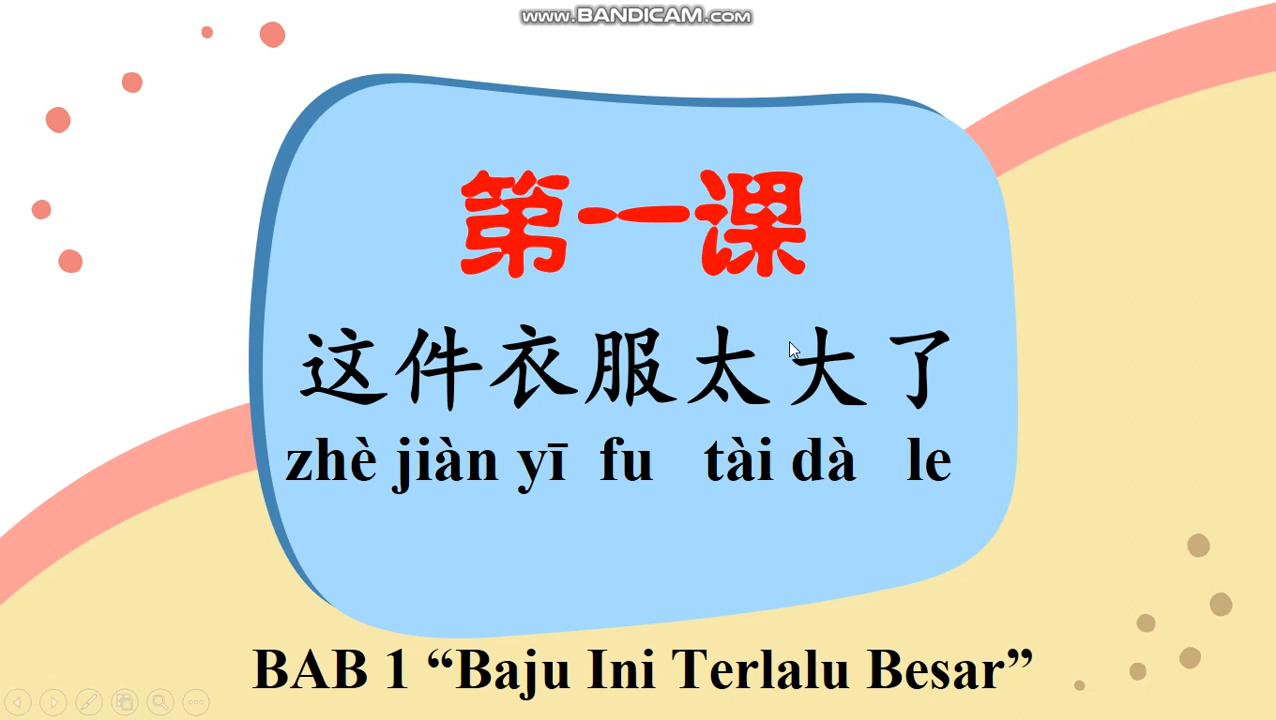 www.BANDICAM.com
第一课
这件衣服太大了
zhè jiàn yī fu tài dà le
BAB 1 “Baju Ini Terlalu Besar”